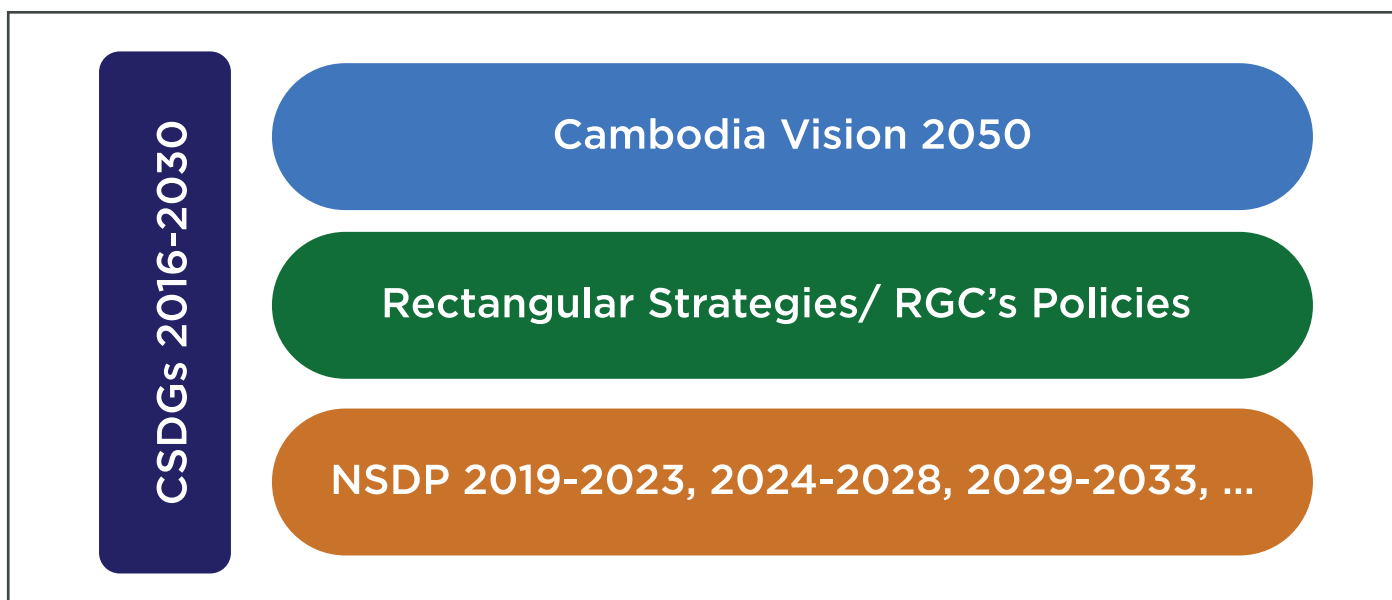 CSDGs 2016-2030
Cambodia Vision 2050
Rectangular Strategies/ RGC’s Policies
NSDP 2019-2023, 2024-2028, 2029-2033, ...